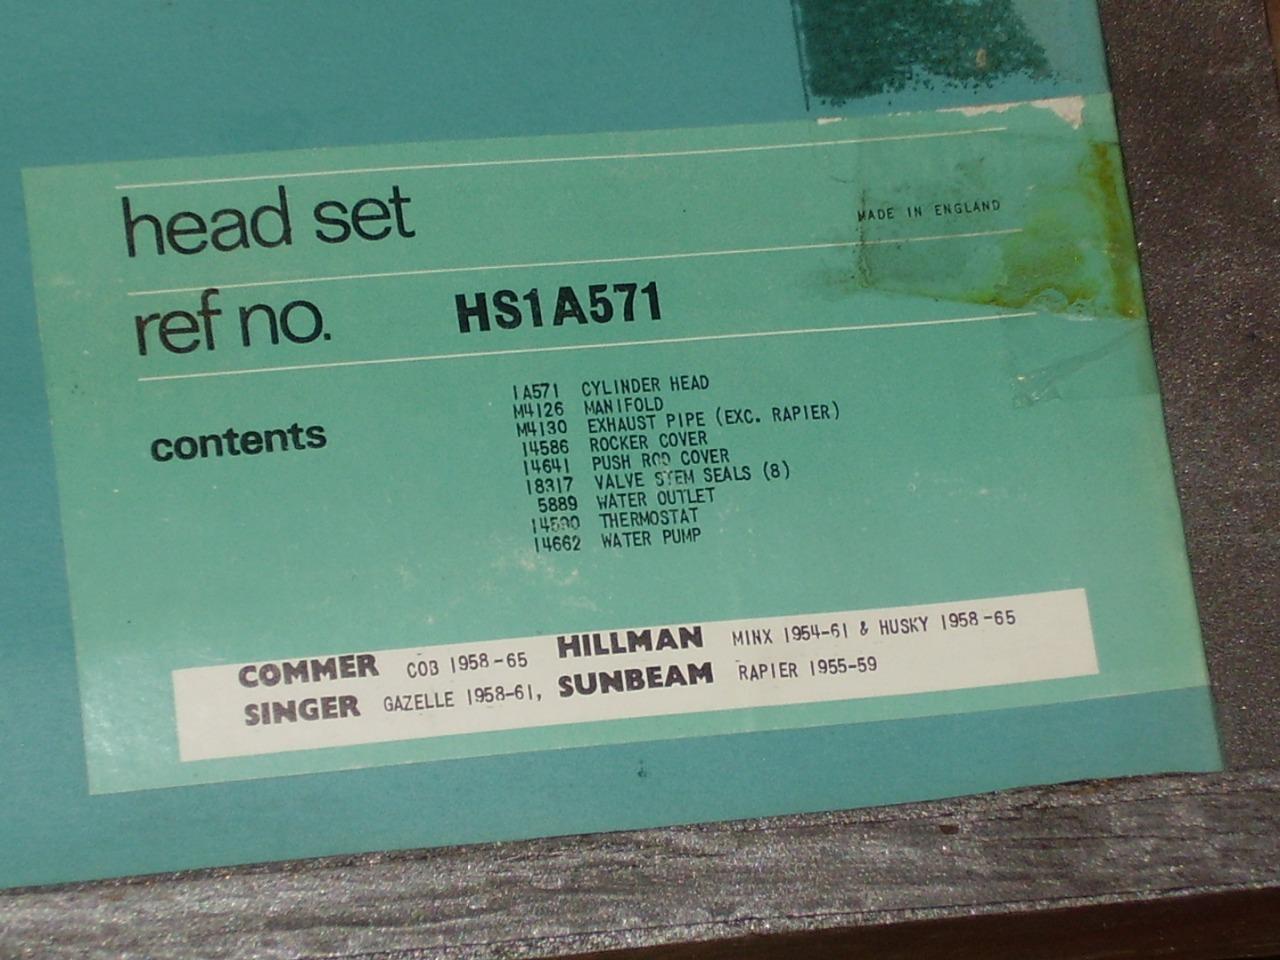 head set
MADE IN ENGLAND
ref no. HS1A571
contents
1A571 CYLINDER HEAD
M4126 MANIFOLD
M4130 EXHAUST PIPE (EXC. RAPIER)
14586 ROCKER COVER
14641 PUSH ROD COVER
18317 VALVE STEM SEALS (8)
5889 WATER OUTLET
THERMOSTAT
14662 WATER PUMP
COMMER COB 1958-65 HILLMAN MINX 1954-61 & HUSKY 1958-65
SINGER GAZELLE 1958-61, SUNBEAM RAPIER 1955-59